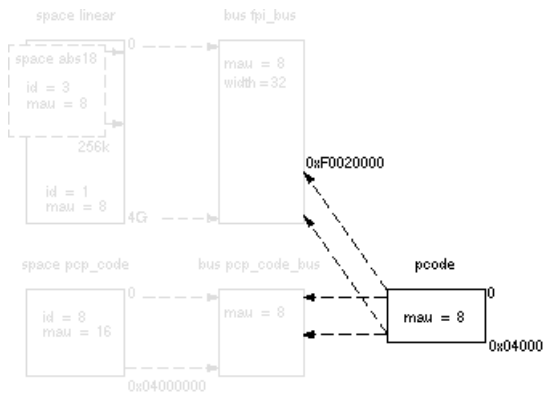 space linear
bus fpi_bus
0
space abs18
id = 3
mau = 8
mau = 8
width = 32
256k
id = 1
mau = 8
4G
0xF0020000
space pcp_code
bus pcp_code_bus
pcode
0
id = 8
mau = 16
mau = 8
0
mau = 8
0x04000
0x04000000